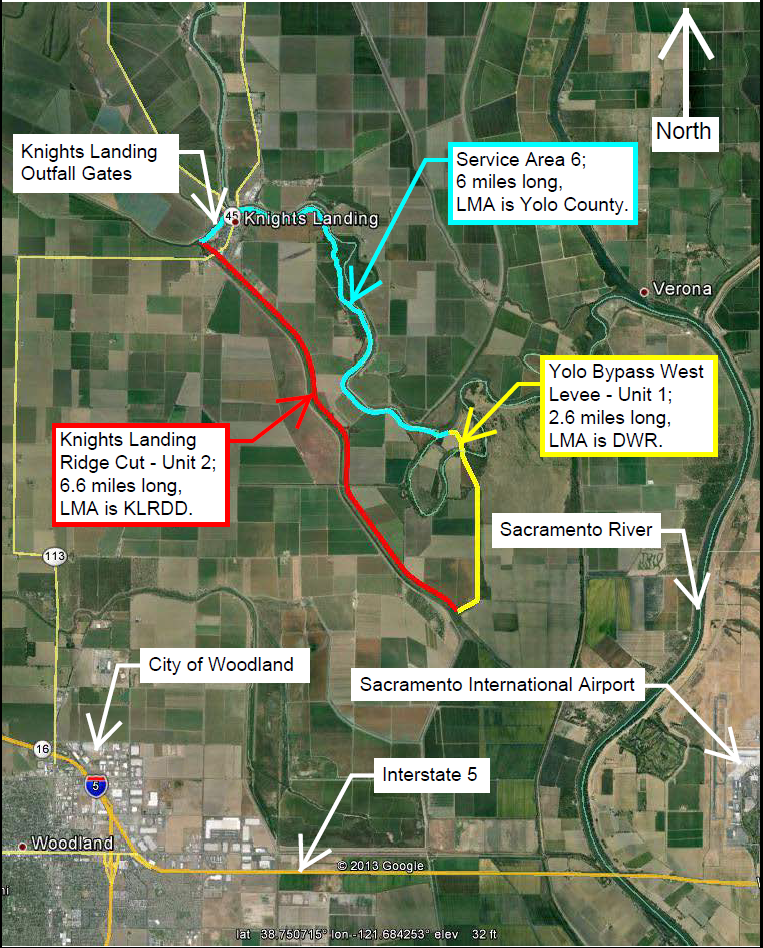 North
Knights Landing
Outfall Gates
Service Area 6;
6 miles long,
LMA is Yolo County.
45
Knights Landing
Verona
Yolo Bypass West
Levee - Unit 1;
2.6 miles long,
LMA is DWR.
Knights Landing
Ridge Cut - Unit 2;
6.6 miles long,
LMA is KLRDD.
Sacramento River
113
City of Woodland
Sacramento International Airport
16
5
Interstate 5
Woodland
© 2013 Google
lat 38.750715° lon -121.684253° elev 32 ft